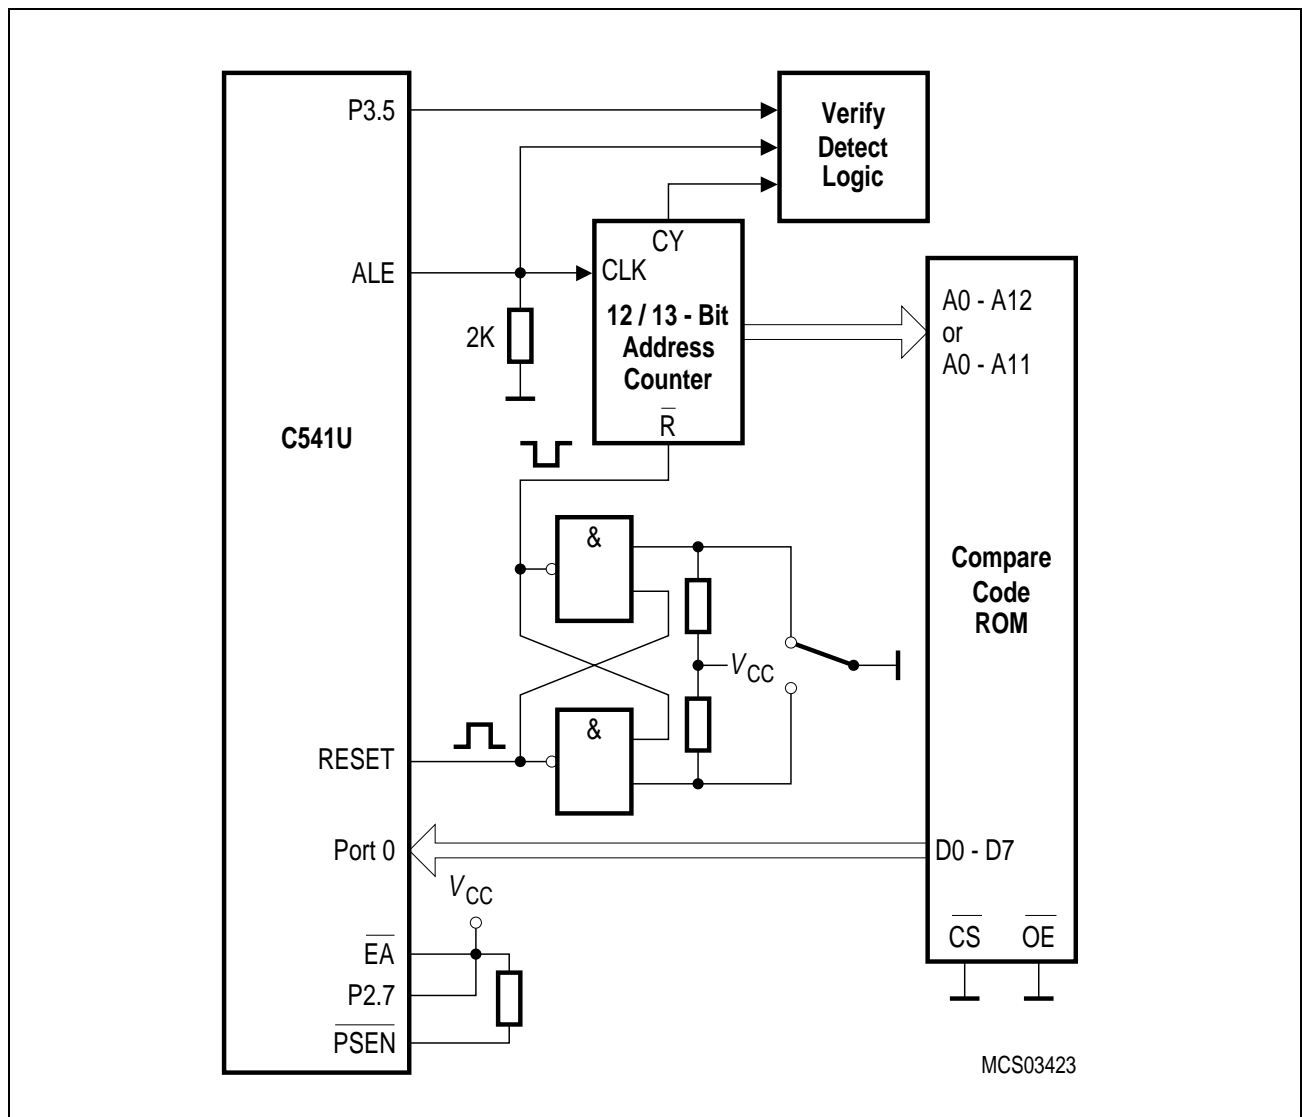 P3.5
Verify
Detect
Logic
CY
ALE
CLK
12 / 13 - Bit
Address
Counter
R
2K
A0 - A12
or
A0 - A11
C541U
&
Compare
Code
ROM
VCC
&
RESET
Port 0
D0 - D7
VCC
EA
CS
OE
P2.7
PSEN
MCS03423